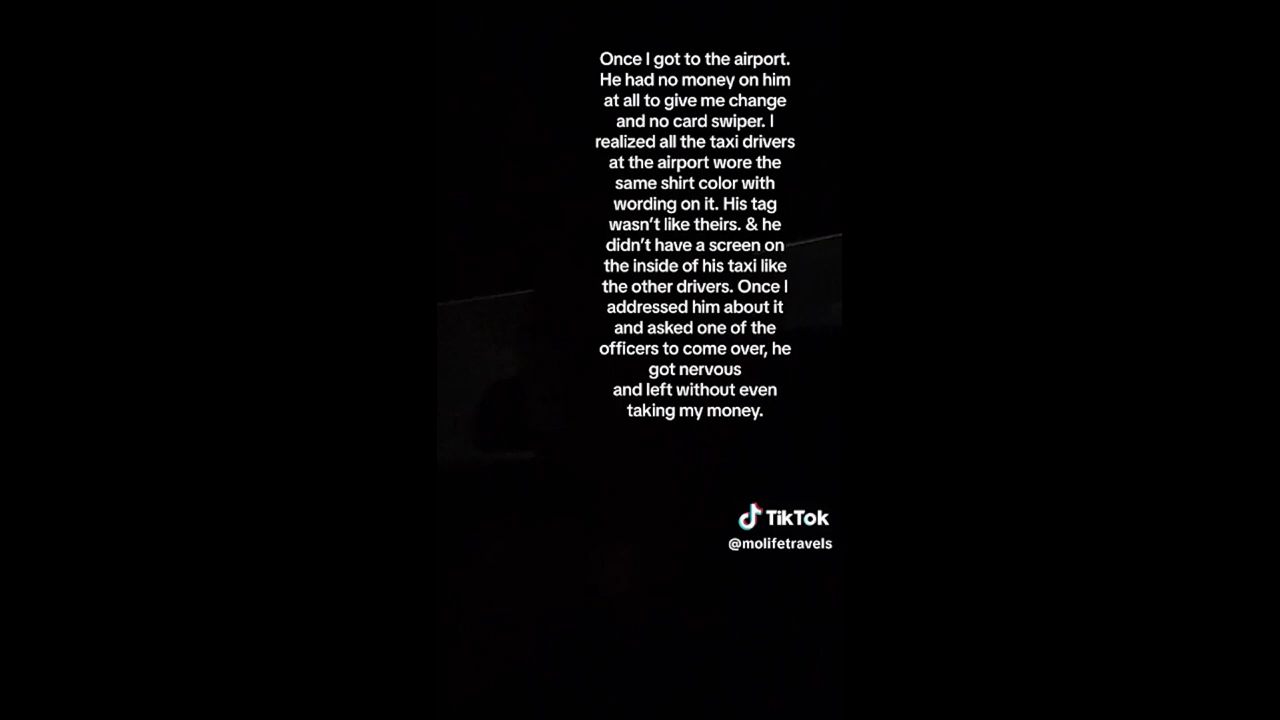 Once I got to the airport.
He had no money on him
at all to give me change
and no card swiper. I
realized all the taxi drivers
at the airport wore the
same shirt color with
wording on it. His tag
wasn’t like theirs. & he
didn’t have a screen on
the inside of his taxi like
the other drivers. Once I
addressed him about it
and asked one of the
officers to come over, he
got nervous
and left without even
taking my money.
TikTok
@molifetravels